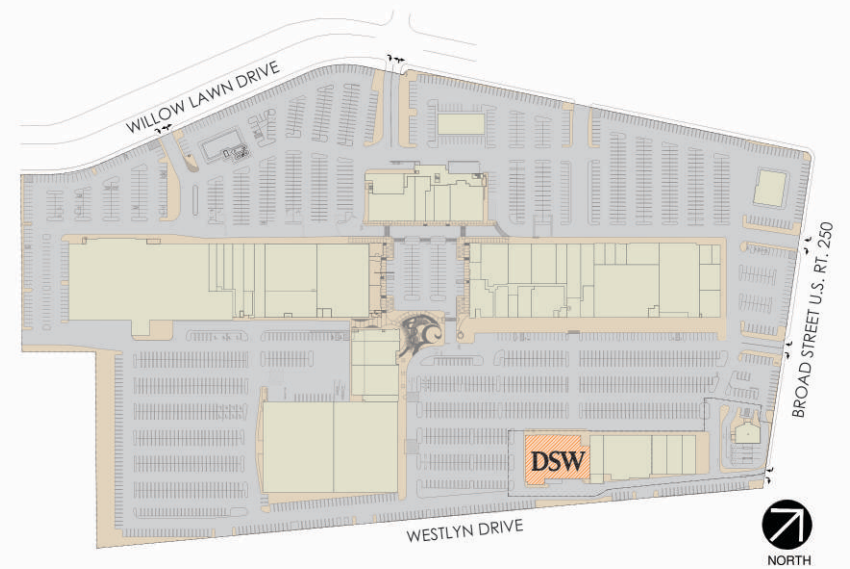 WILLOW LAWN DRIVE
BROAD STREET U.S. RT. 250
DSW
WESTLYN DRIVE
NORTH